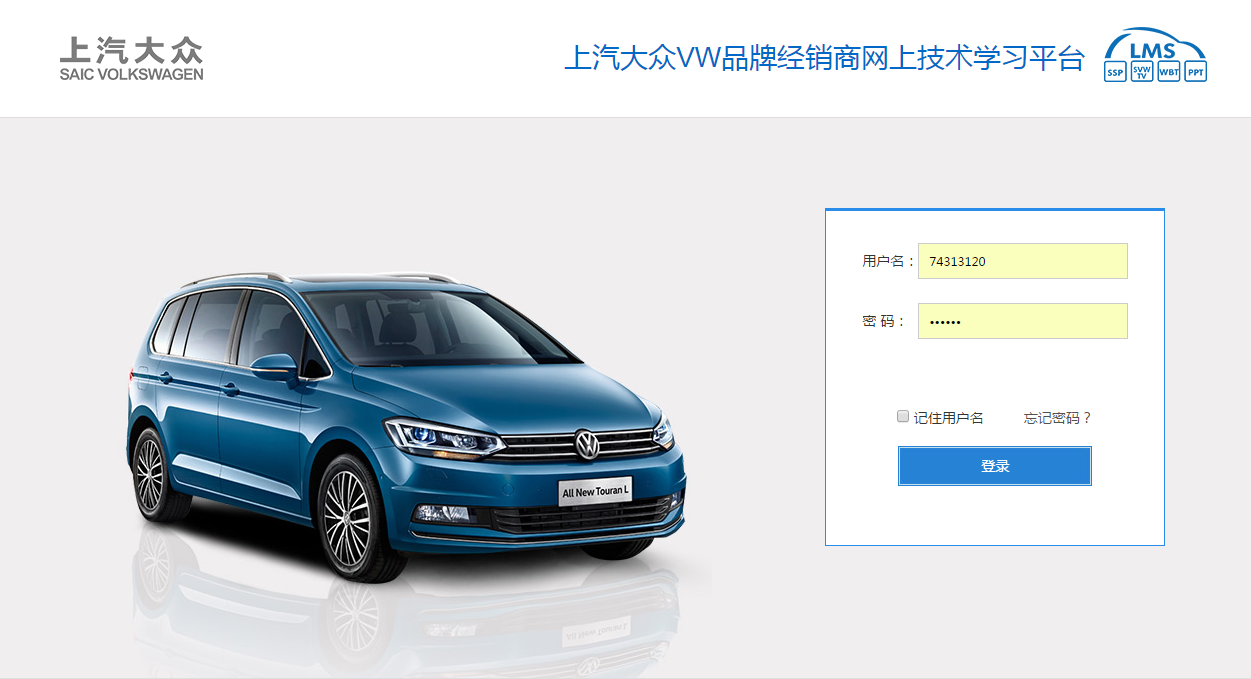 上汽大众
SAIC VOLKSWAGEN
上汽大众VW品牌经销商网上技术学习平台
LMS
SSP
SVW
TV
WBT
PPT
用户名：
74313120
密 码：
••••••
记住用户名
忘记密码？
登录
All New Touran L